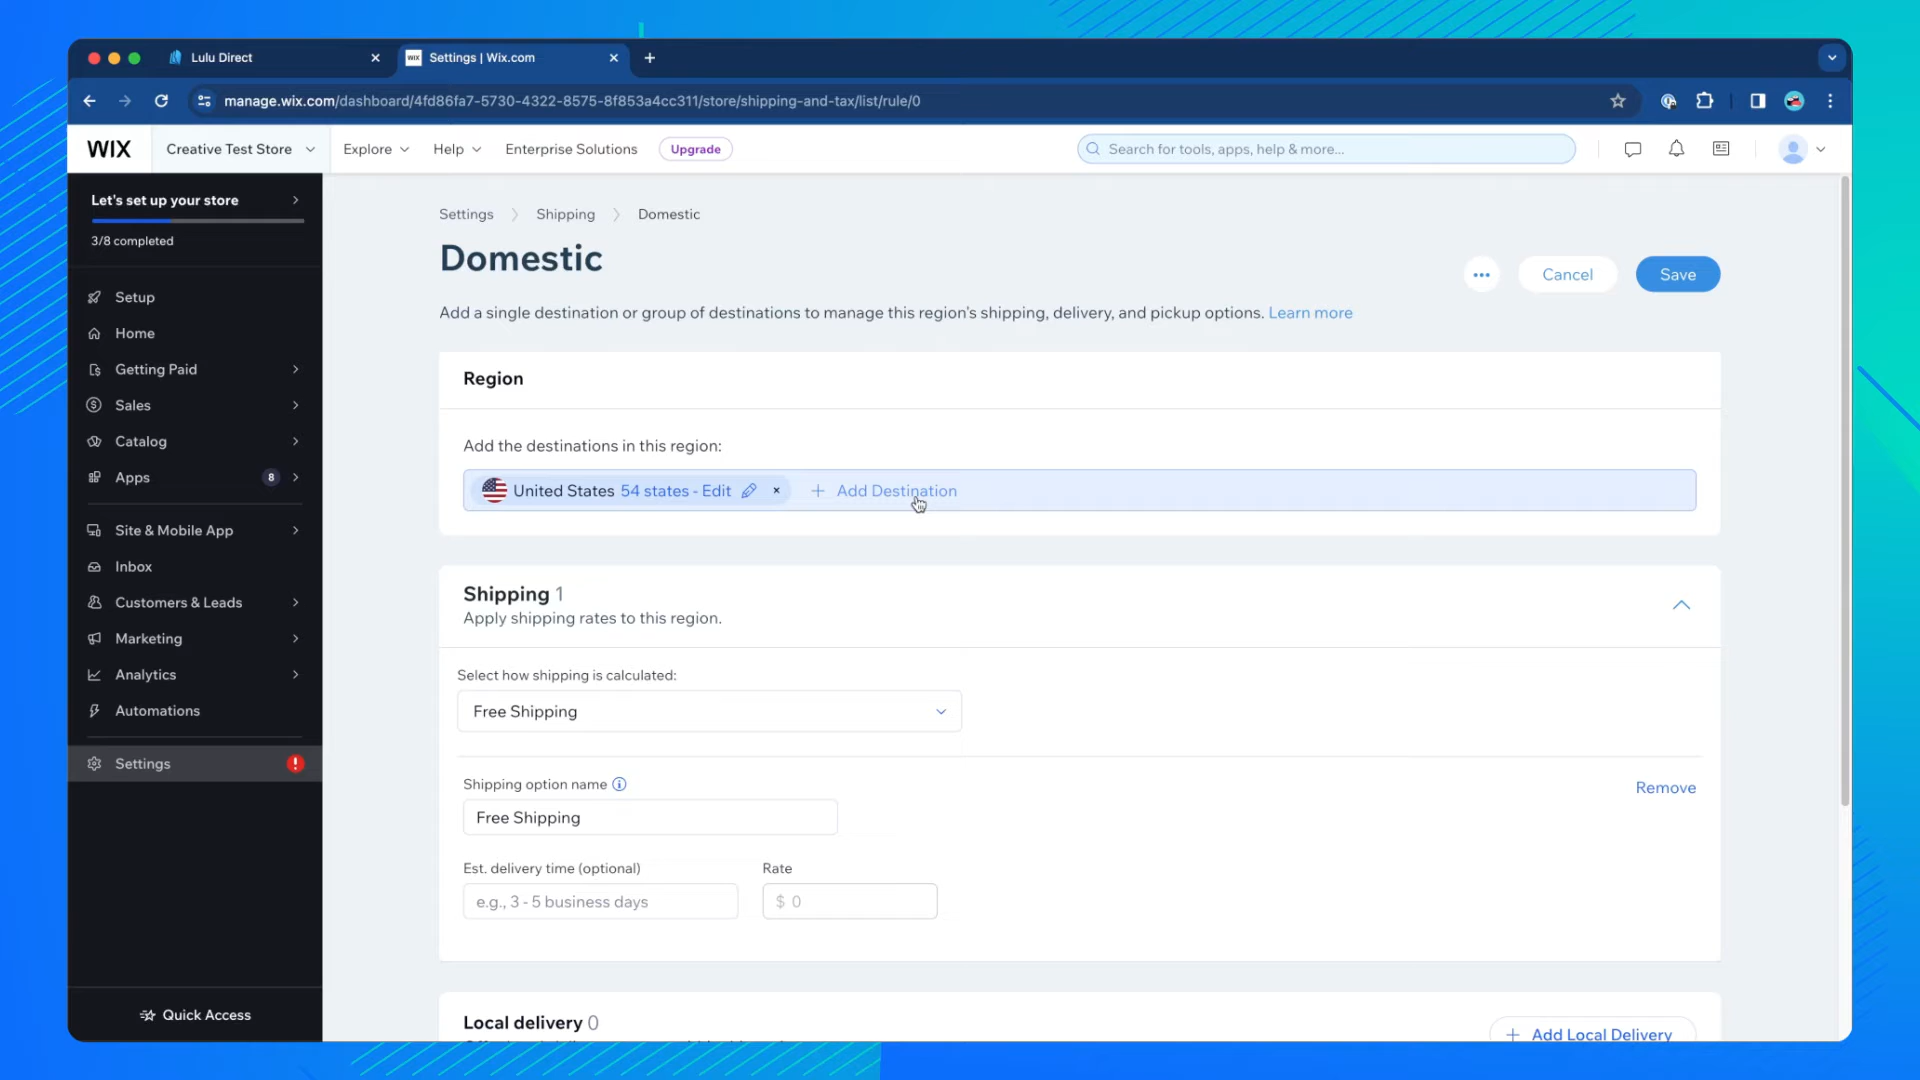 Lulu Direct
WIX Settings | Wix.com
manage.wix.com/dashboard/4fd86fa7-5730-4322-8575-8f853a4cc311/store/shipping-and-tax/list/rule/0
WIX Creative Test Store Explore Help Enterprise Solutions Upgrade Search for tools, apps, help & more...
Let's set up your store
3/8 completed
Setup
Home
Getting Paid
Sales
Catalog
Apps 8
Site & Mobile App
Inbox
Customers & Leads
Marketing
Analytics
Automations
Settings !
Quick Access
Settings Shipping Domestic
Domestic
Cancel Save
Add a single destination or group of destinations to manage this region's shipping, delivery, and pickup options. Learn more
Region
Add the destinations in this region:
United States 54 states - Edit × + Add Destination
Shipping 1
Apply shipping rates to this region.
Select how shipping is calculated:
Free Shipping
Shipping option name
Remove
Free Shipping
Est. delivery time (optional) Rate
e.g., 3 - 5 business days $ 0
Local delivery 0
+ Add Local Delivery